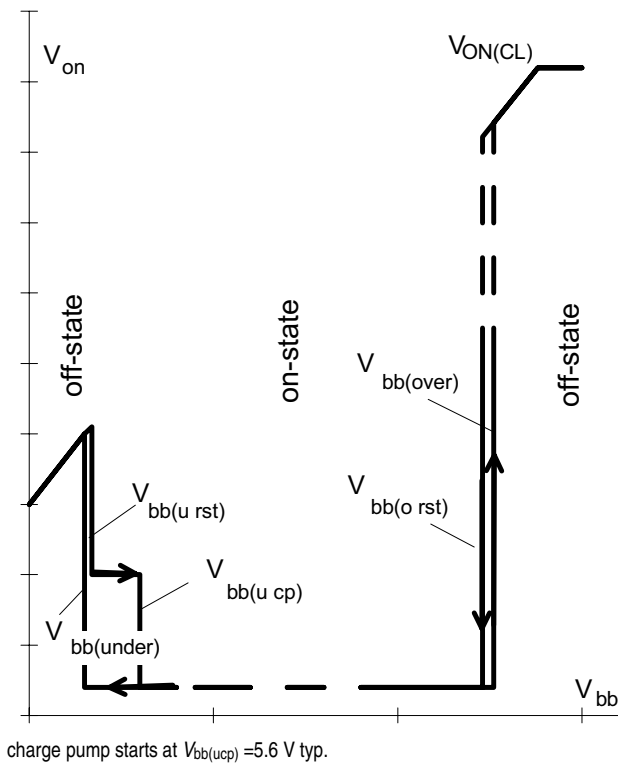 V on
V ON(CL)
off-state
on-state
off-state
V bb(over)
V bb(o rst)
V bb(u rst)
V bb(u cp)
V bb(under)
V bb
charge pump starts at Vbb(ucp) =5.6 V typ.